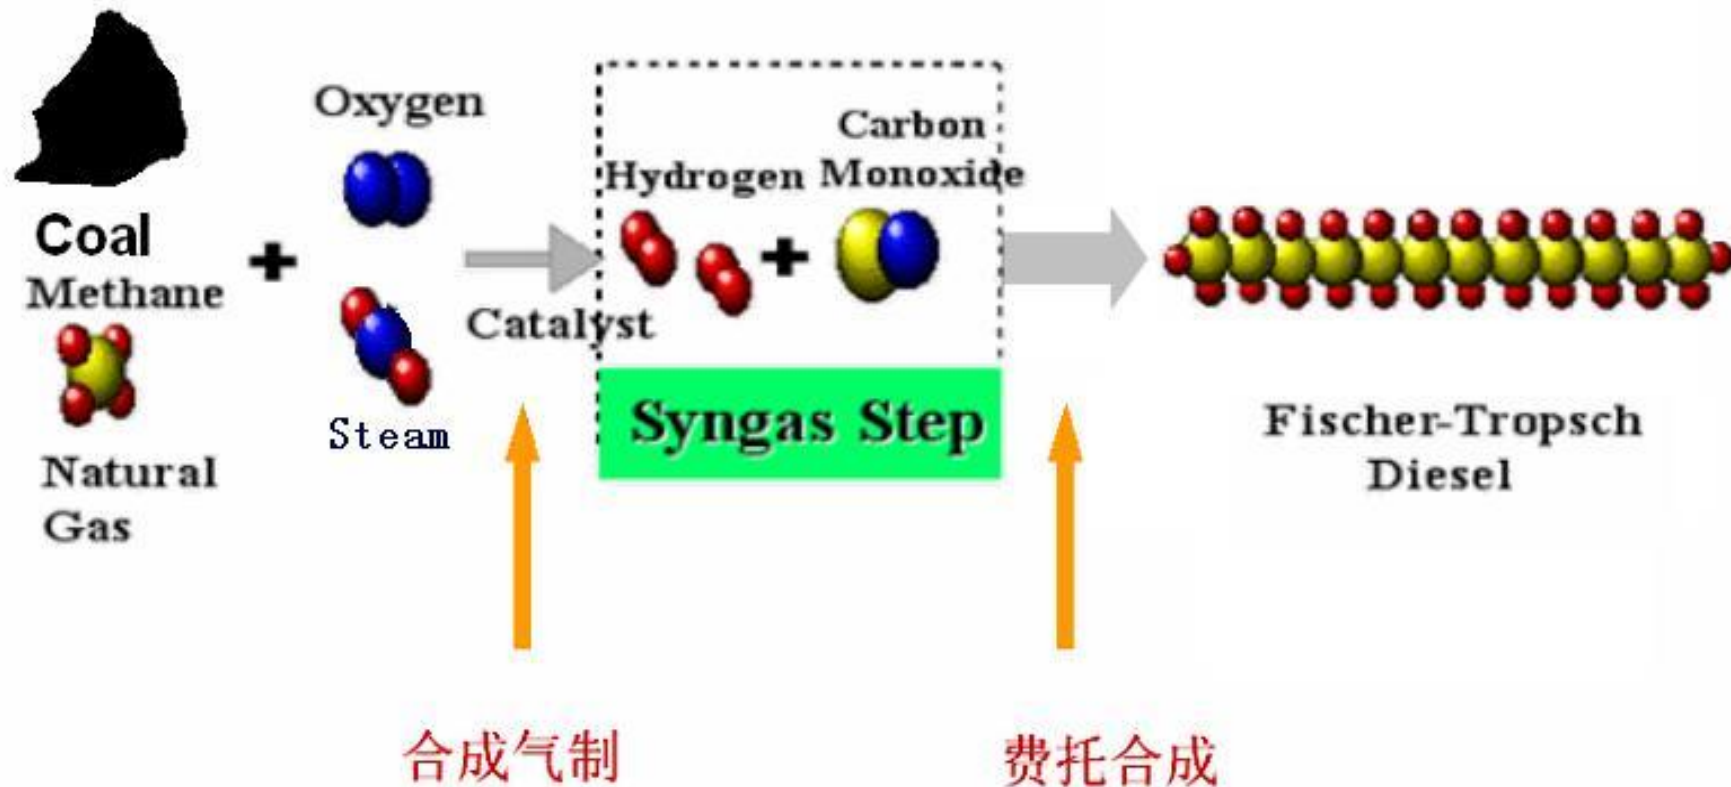 Coal
Methane
Natural
Gas
Oxygen
Steam
Catalyst
Hydrogen
Carbon
Monoxide
Syngas Step
Fischer-Tropsch
Diesel
合成气制
费托合成